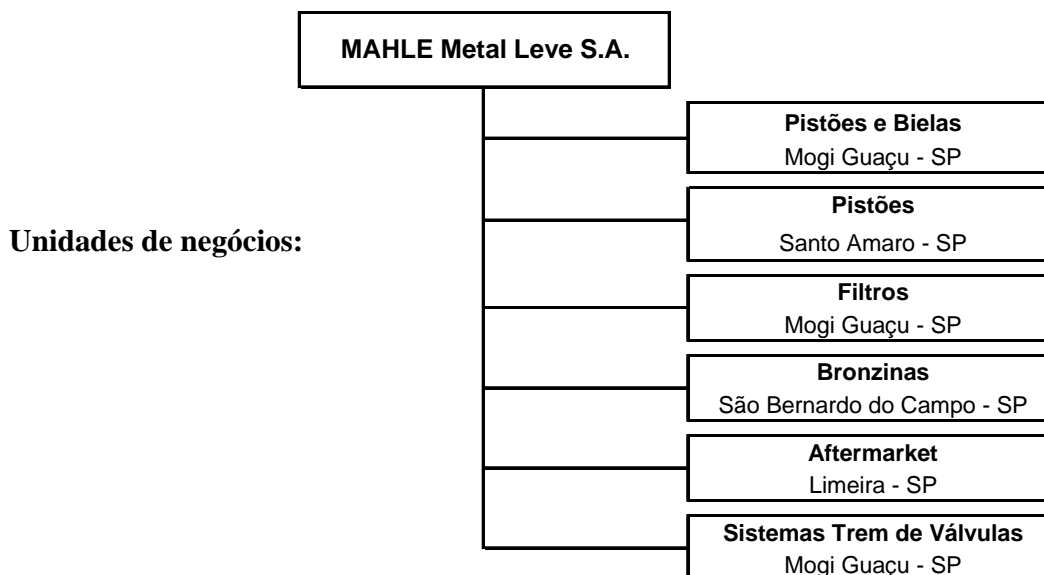 MAHLE Metal Leve S.A.
Pistões e Bielas
Mogi Guaçu - SP
Pistões
Santo Amaro - SP
Unidades de negócios:
Filtros
Mogi Guaçu - SP
Bronzinas
São Bernardo do Campo - SP
Aftermarket
Limeira - SP
Sistemas Trem de Válvulas
Mogi Guaçu - SP